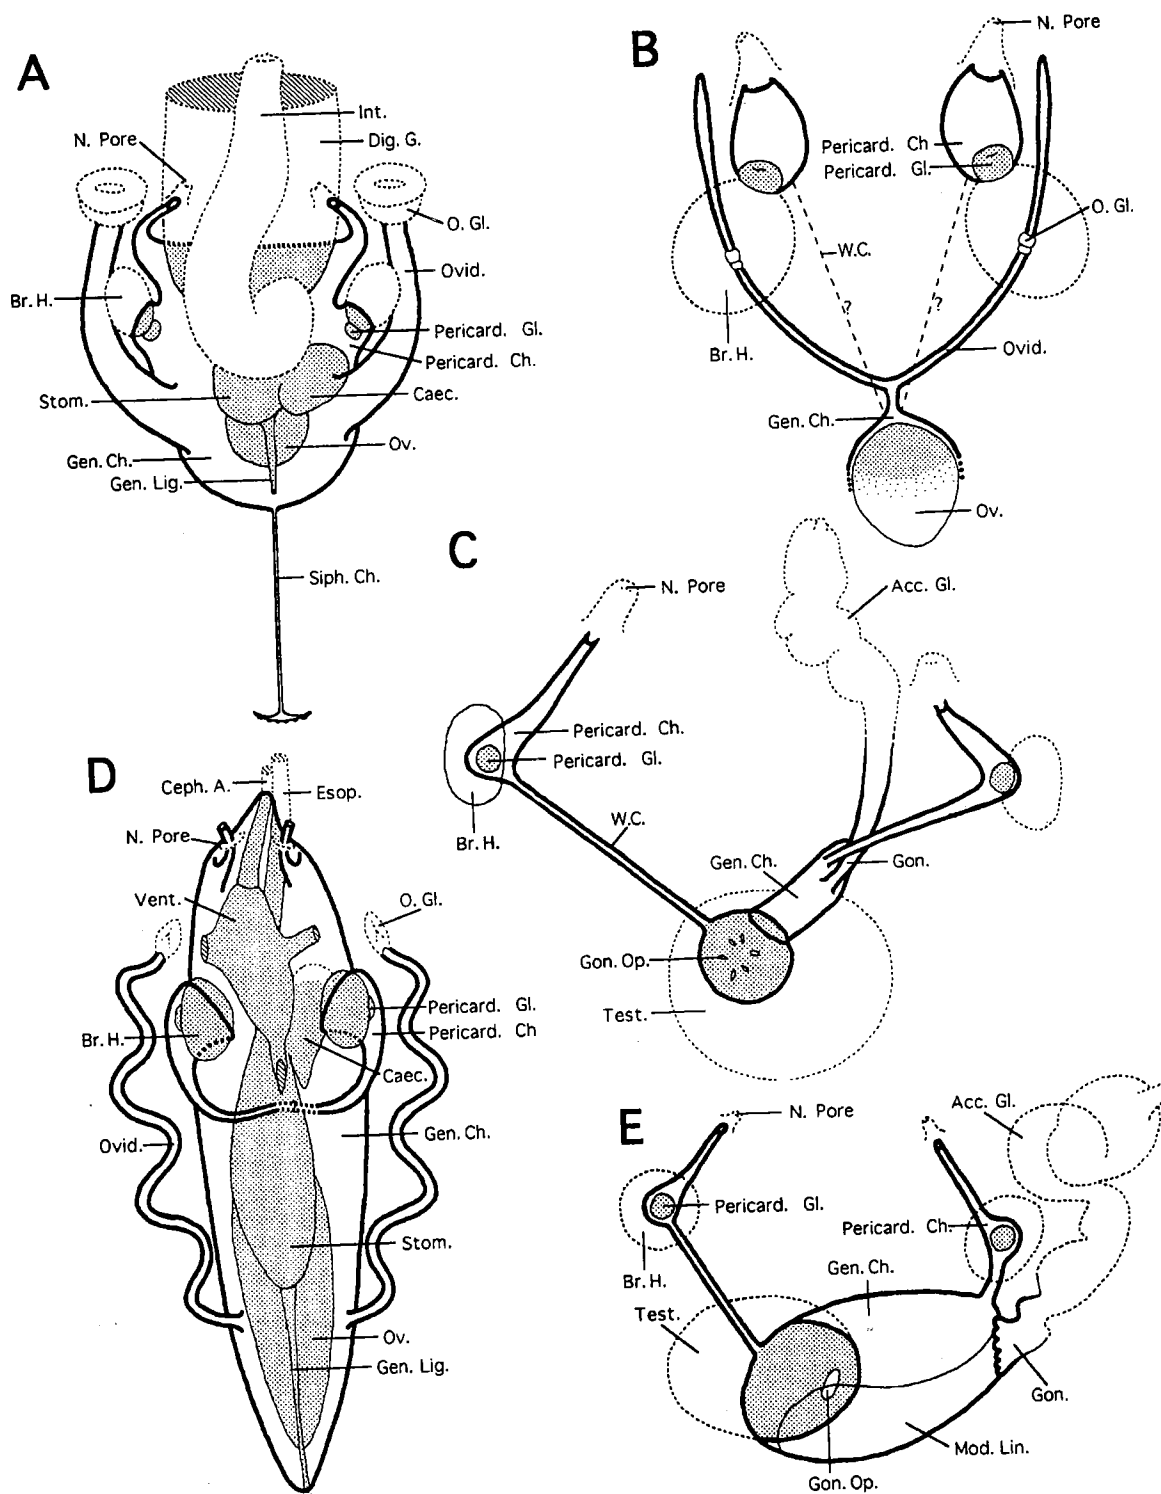 A
Int.
N. Pore
Dig. G.
O. Gl.
Ovid.
Br. H.
Pericard. Gl.
Pericard. Ch.
Stom.
Caec.
Ov.
Gen. Ch.
Gen. Lig.
Siph. Ch.
B
N. Pore
Pericard. Ch
Pericard. Gl.
O. Gl.
W.C.
? ?
Br. H.
Ovid.
Gen. Ch.
Ov.
C
N. Pore
Acc. Gl.
Pericard. Ch.
Pericard. Gl.
Br. H.
W.C.
Gen. Ch.
Gon.
Gon. Op.
Test.
D
Ceph. A.
Esop.
N. Pore
Vent.
O. Gl.
Pericard. Gl.
Br. H.
Pericard. Ch
Caec.
Ovid.
Gen. Ch.
Stom.
Ov.
Gen. Lig.
E
N. Pore
Acc. Gl.
Pericard. Gl.
Pericard. Ch.
Br. H.
Gen. Ch.
Test.
Gon.
Mod. Lin.
Gon. Op.